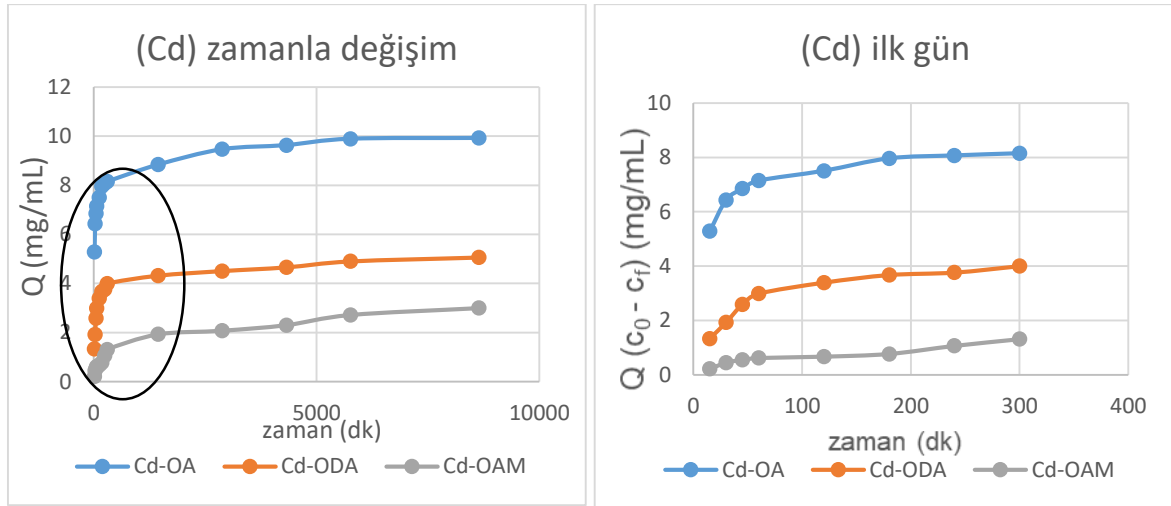 (Cd) zamanla değişim
12
10
8
6
4
2
0
Q (mg/mL)
0
5000
10000
zaman (dk)
Cd-OA
Cd-ODA
Cd-OAM
(Cd) ilk gün
10
8
6
4
2
0
Q (c₀ - c_f) (mg/mL)
0
100
200
300
400
zaman (dk)
Cd-OA
Cd-ODA
Cd-OAM